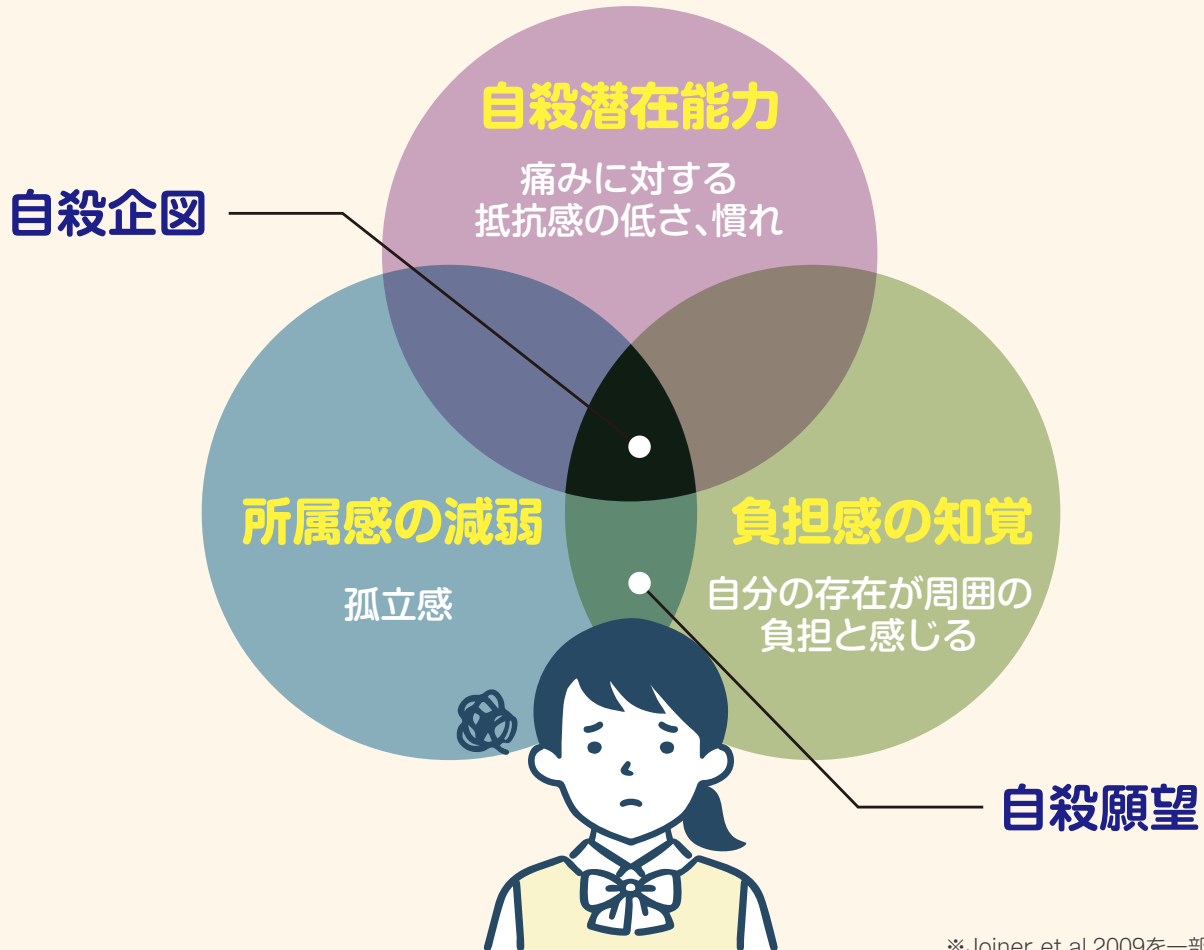 自殺潜在能力
痛みに対する
抵抗感の低さ、慣れ
自殺企図
所属感の減弱
孤立感
負担感の知覚
自分の存在が周囲の
負担と感じる
自殺願望
※Joiner et al 2009を一部